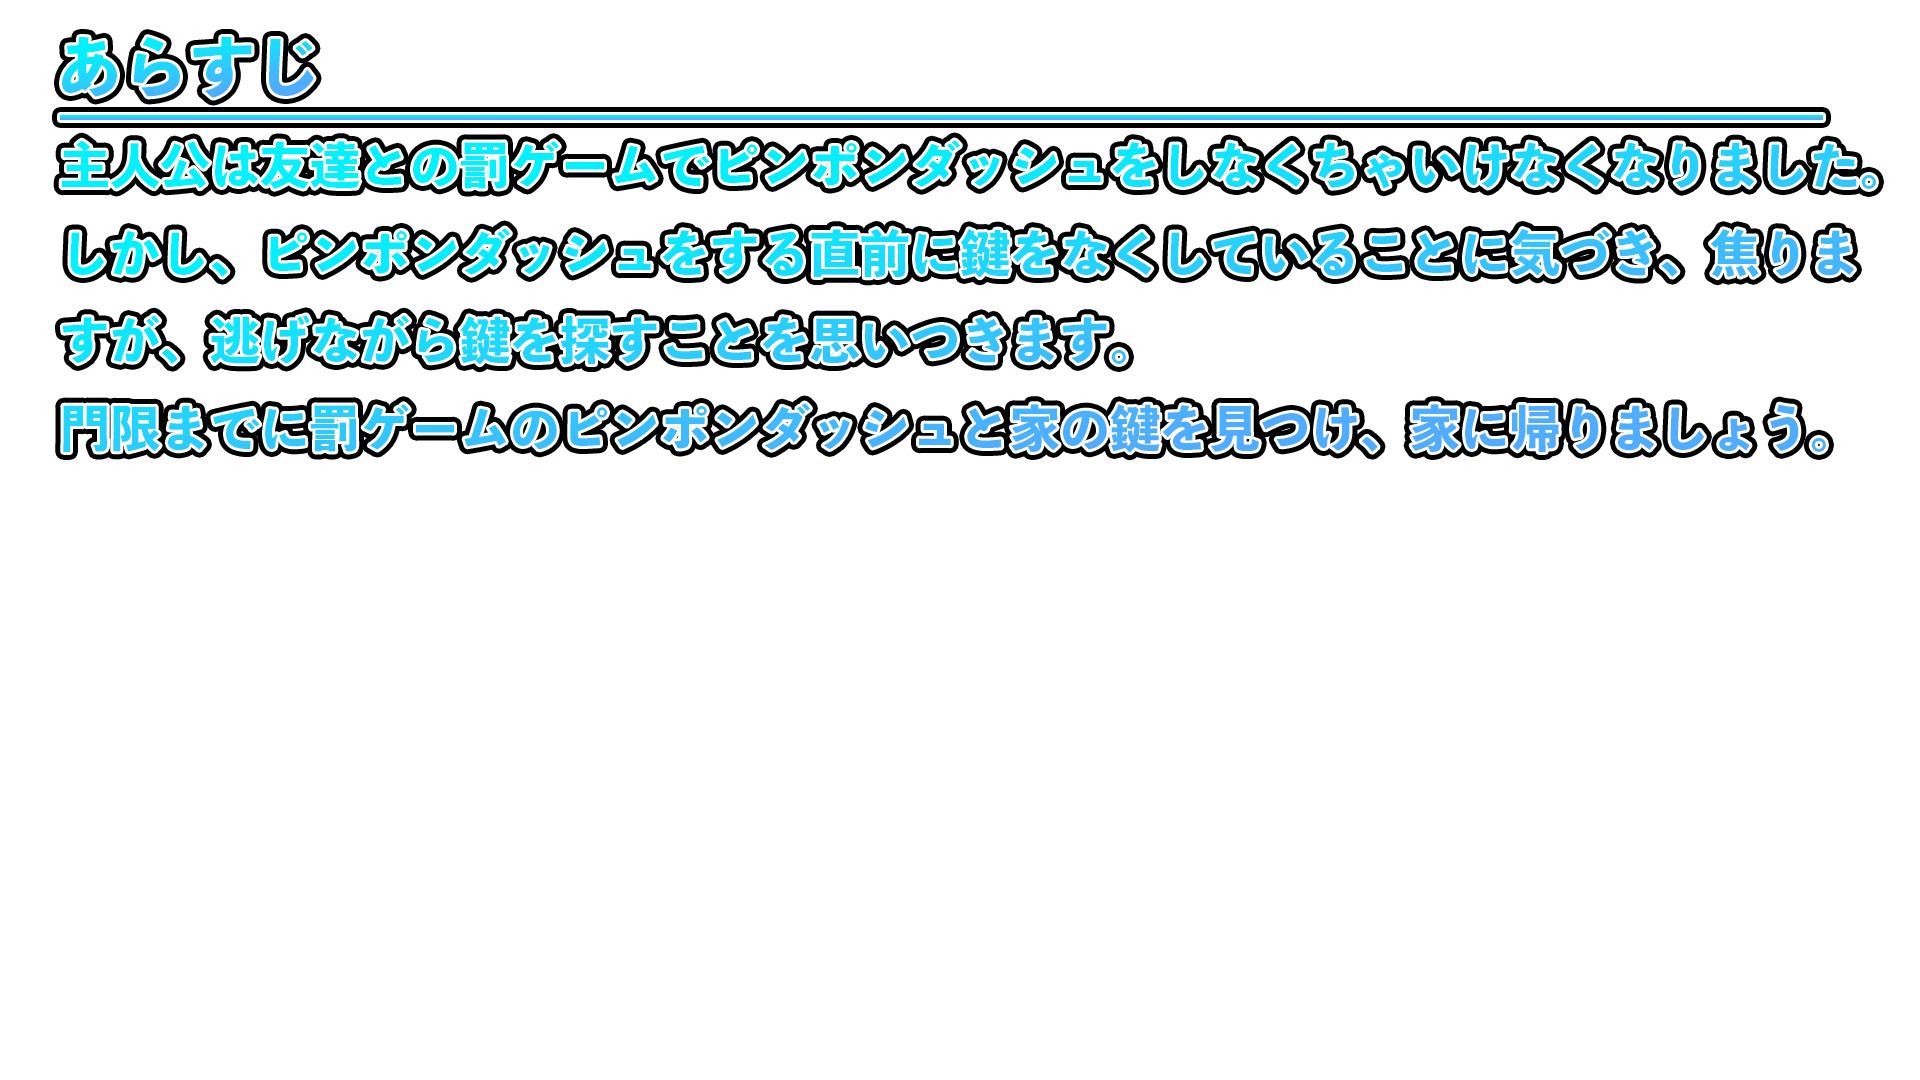 あらすじ
主人公は友達との罰ゲームでピンポンダッシュをしなくちゃいけなくなりました。
しかし、ピンポンダッシュをする直前に鍵をなくしていることに気づき、焦りま
すが、逃げながら鍵を探すことを思いつきます。
門限までに罰ゲームのピンポンダッシュと家の鍵を見つけ、家に帰りましょう。